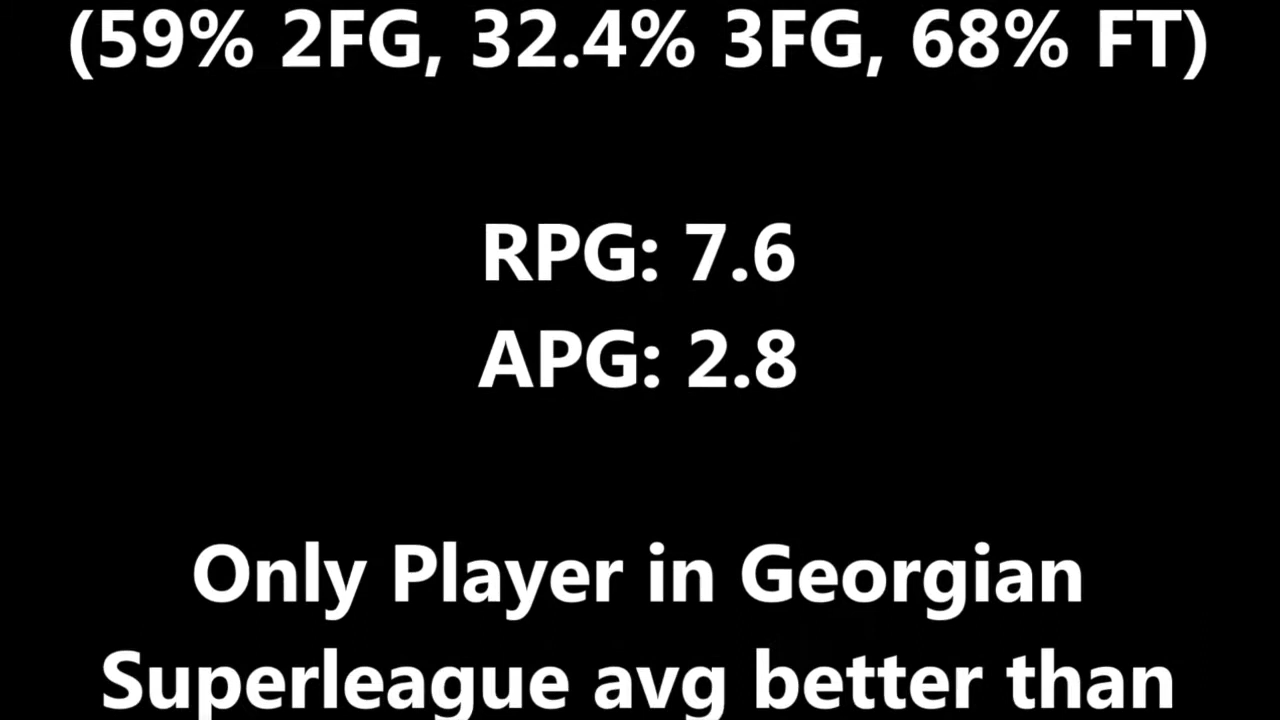 (59% 2FG, 32.4% 3FG, 68% FT)
RPG: 7.6
APG: 2.8
Only Player in Georgian
Superleague avg better than